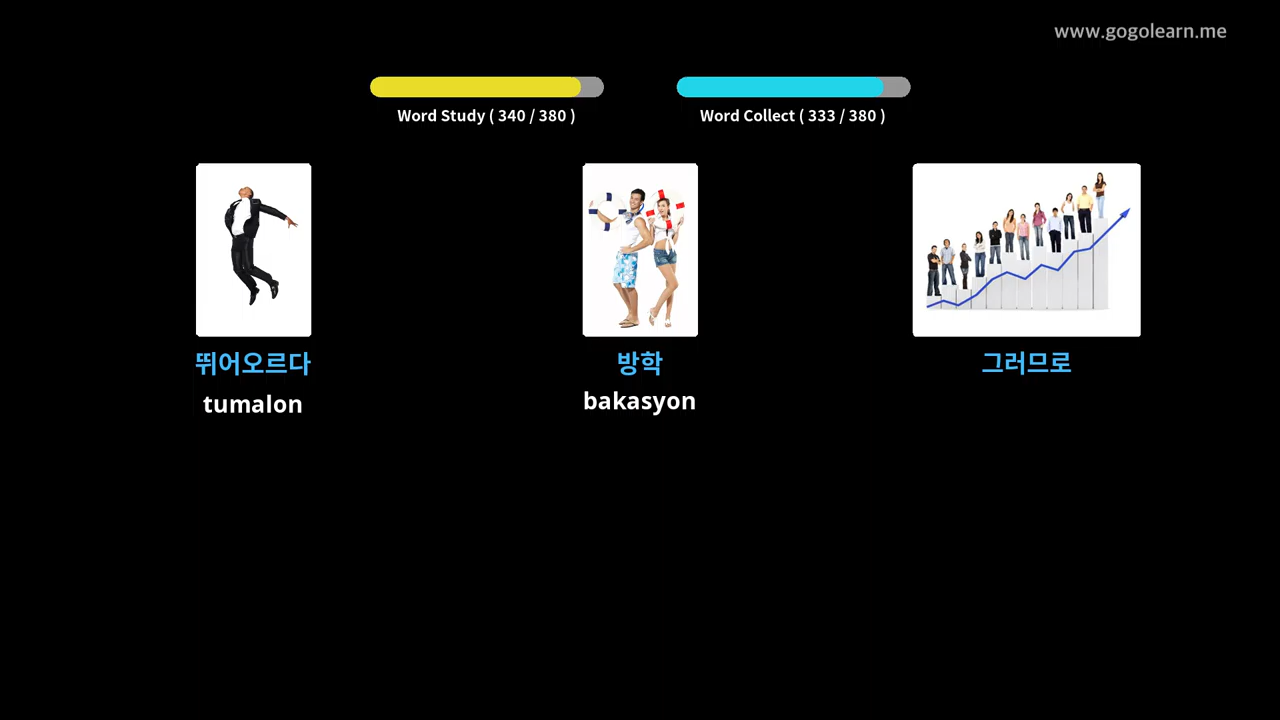 www.gogolearn.me
Word Study ( 340 / 380 )
Word Collect ( 333 / 380 )
뛰어오르다
방학
그러므로
tumalon
bakasyon